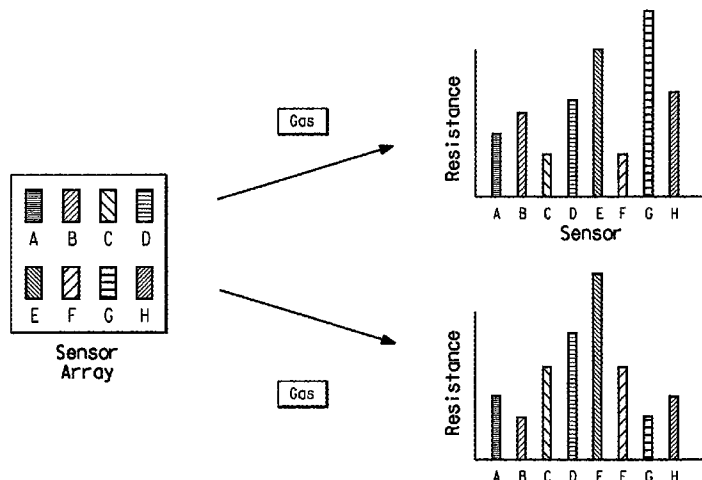 Gas
Resistance
A B C D E F G H
Sensor
A B C D
E F G H
Sensor
Array
Gas
Resistance
A B C D E F G H